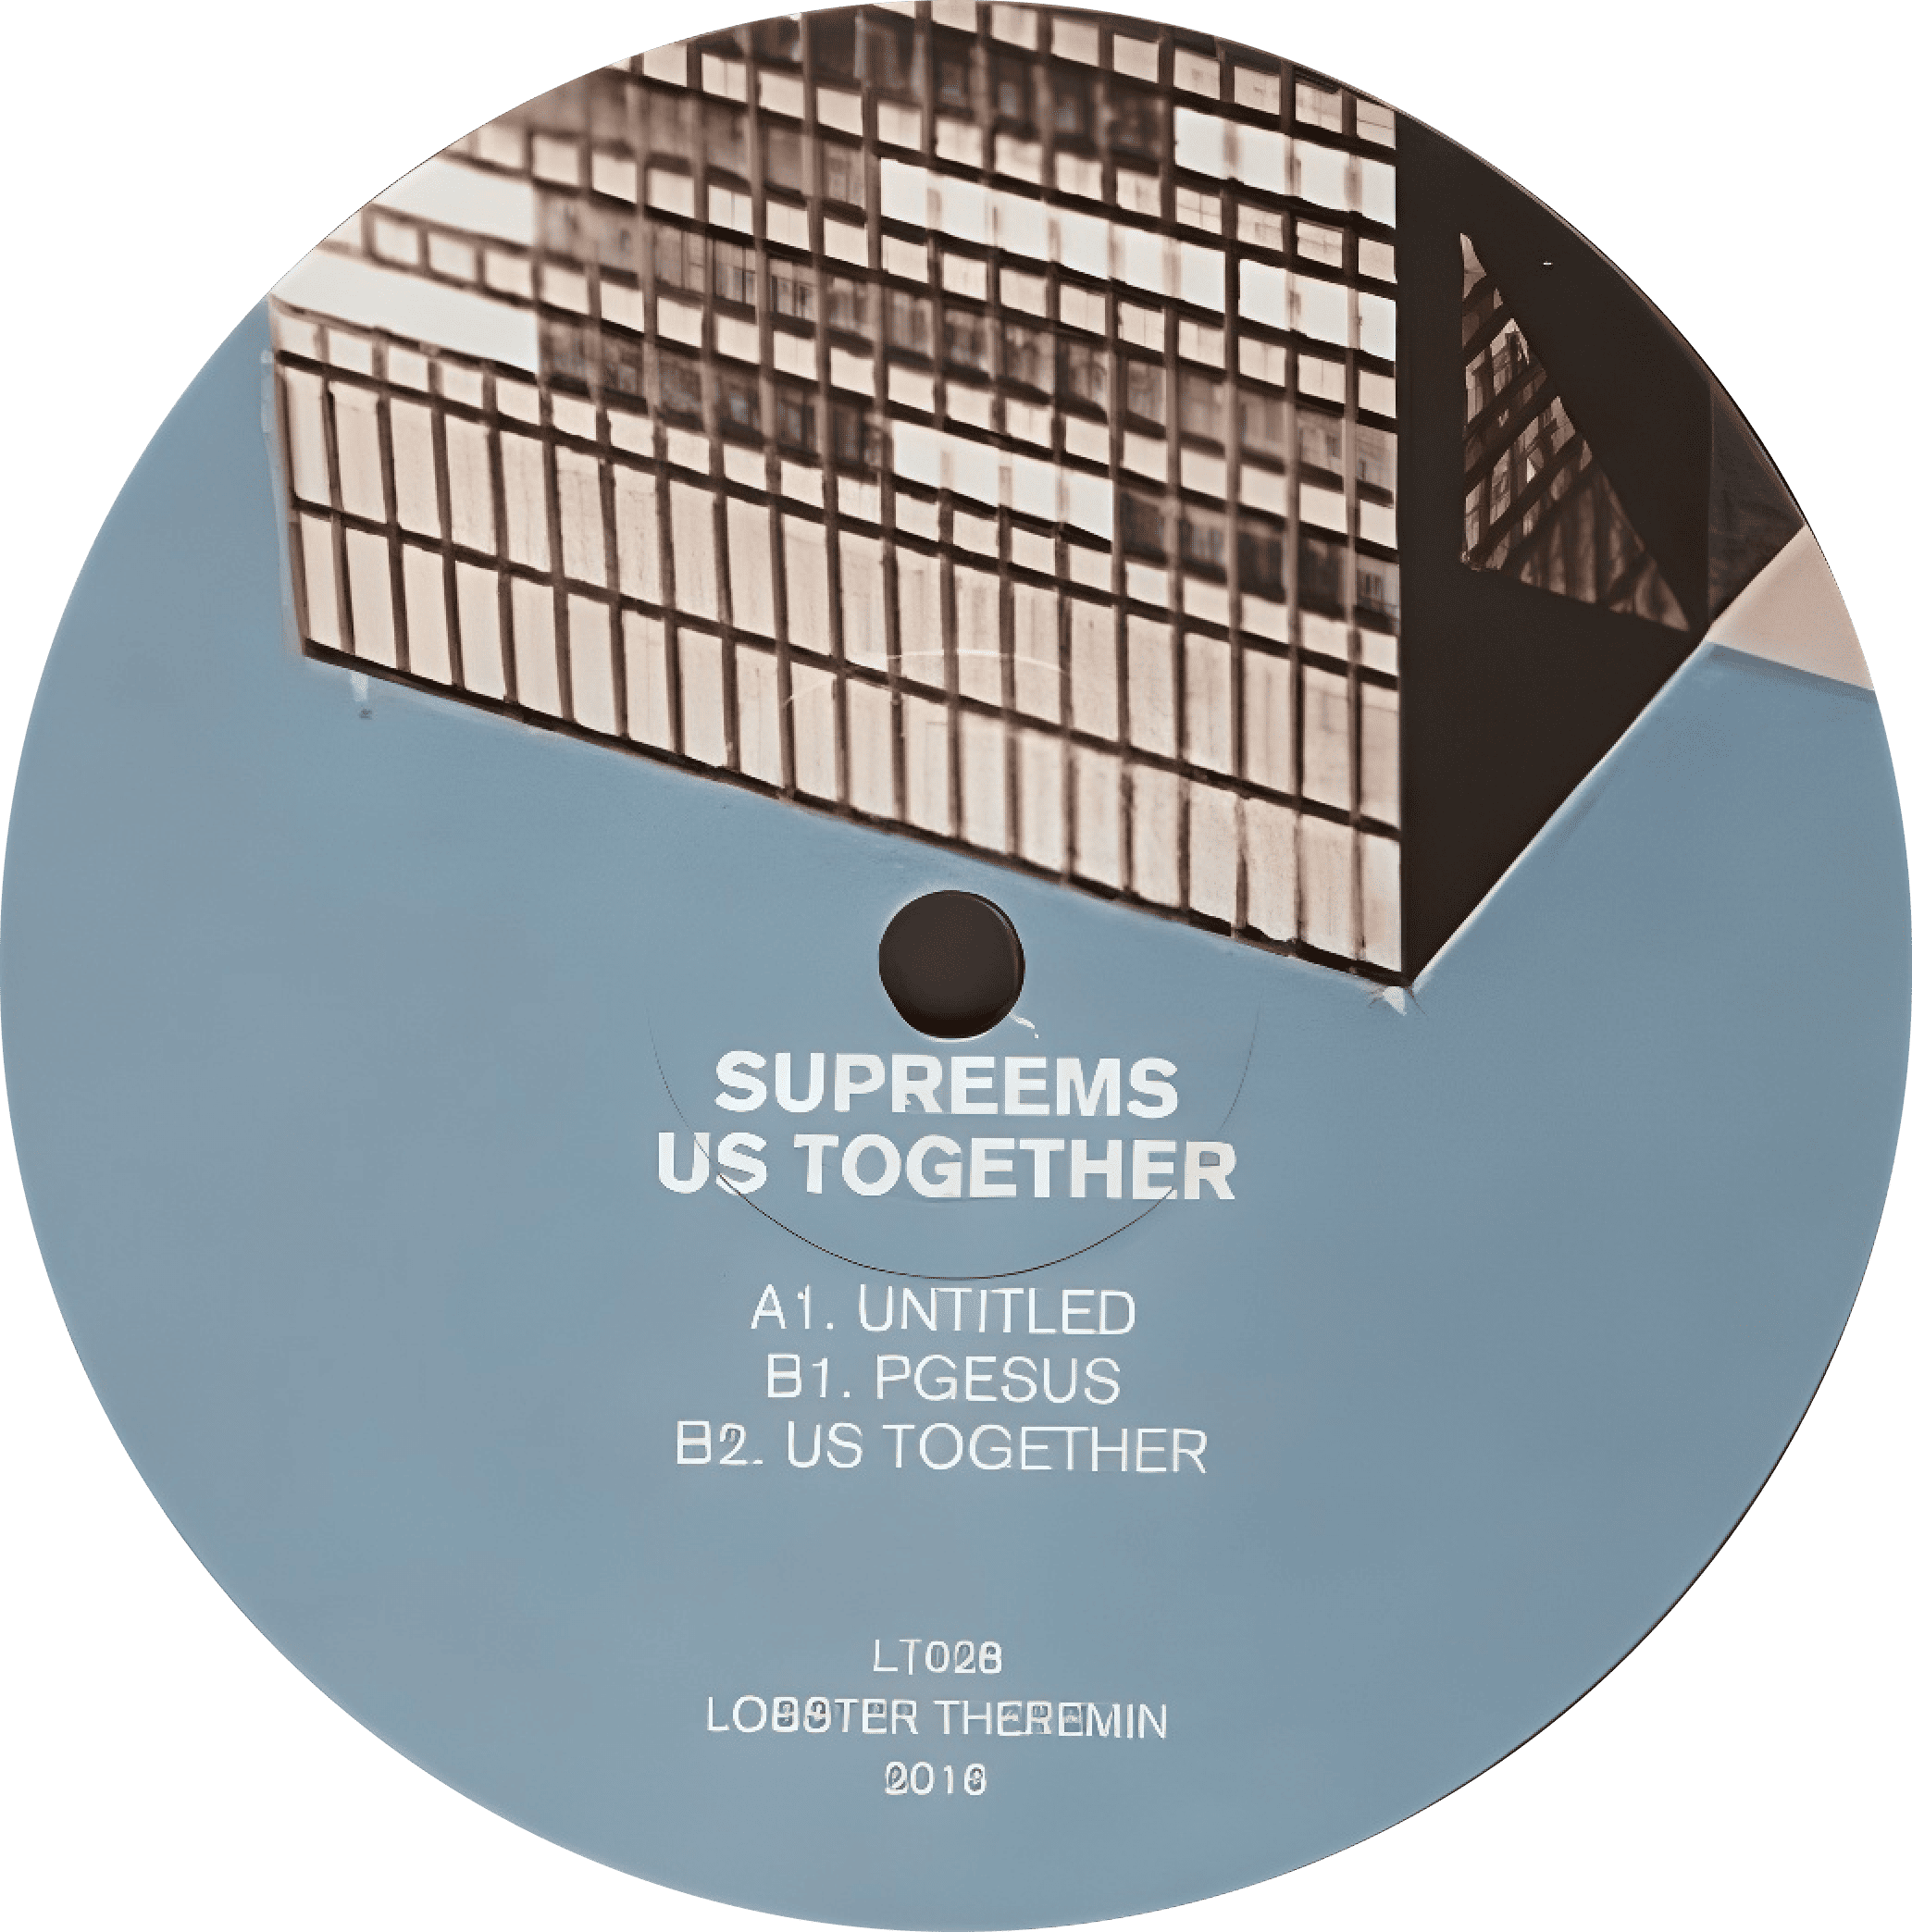 SUPREEMS
US TOGETHER
A1. UNTITLED
B1. PGESUS
B2. US TOGETHER
LOBSTER THEREMIN